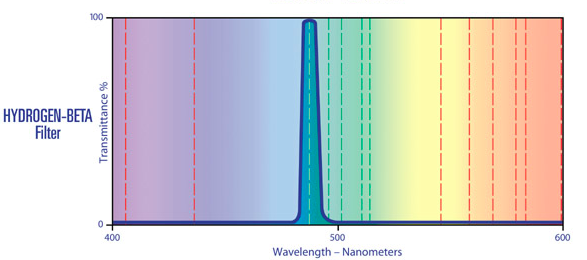 100
HYDROGEN-BETA
Filter
Transmittance %
0
400
500
600
Wavelength – Nanometers